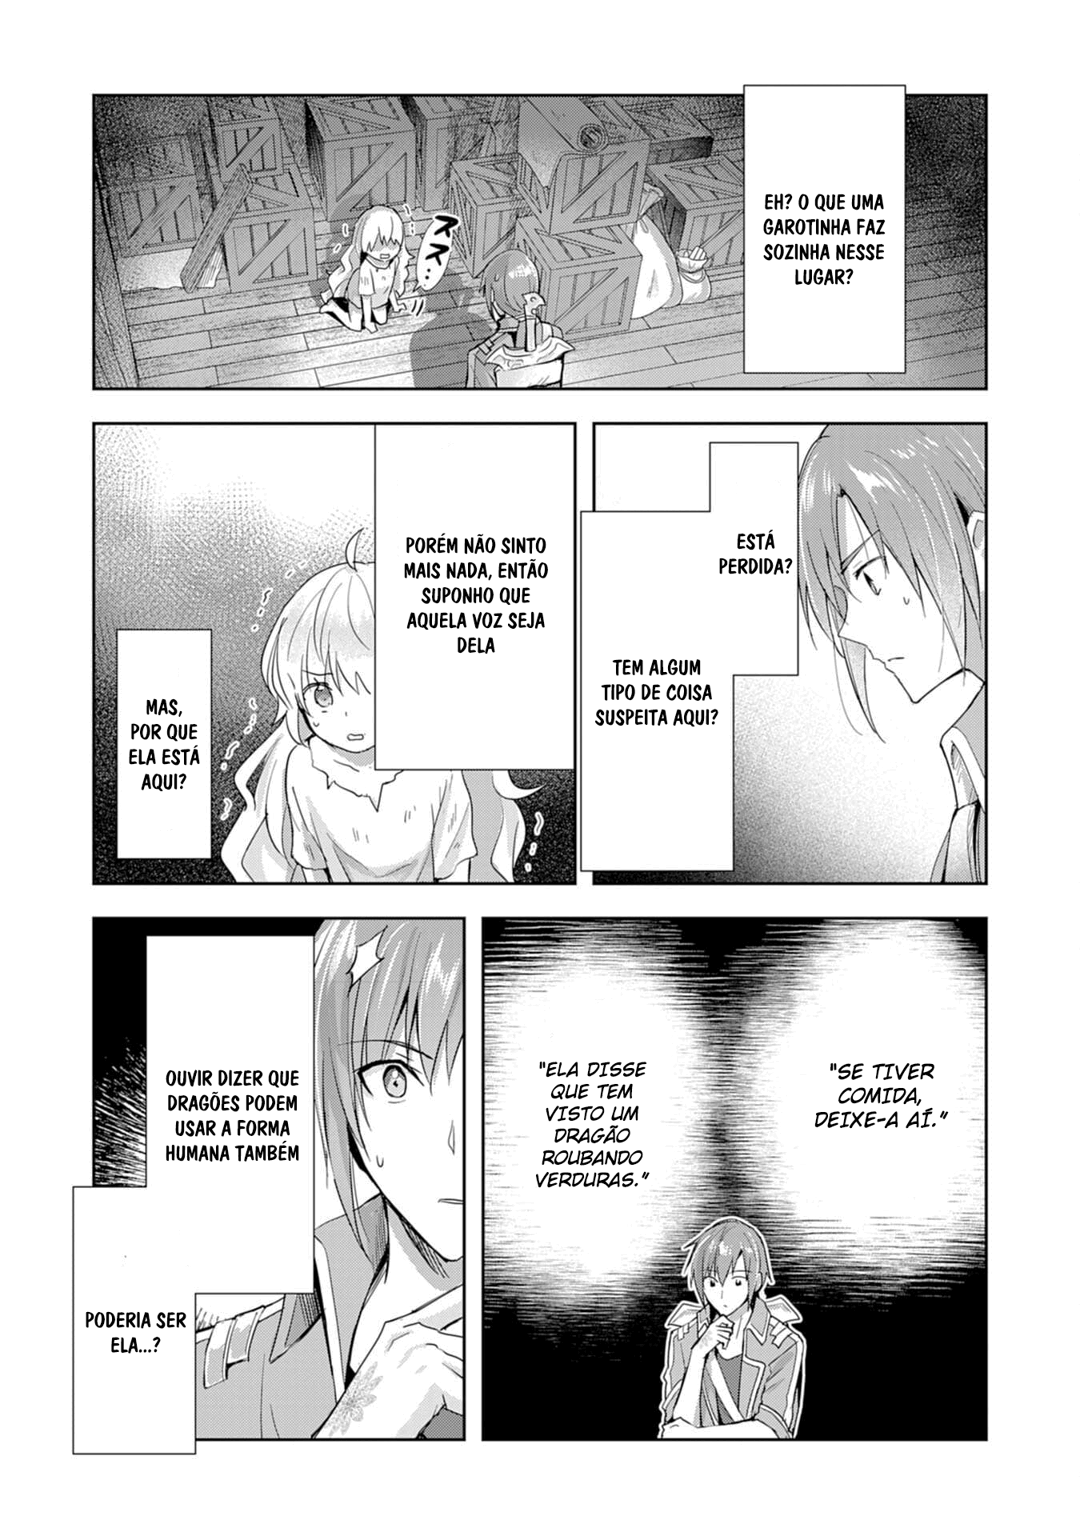 EH? O QUE UMA
GAROTINHA FAZ
SOZINHA NESSE
LUGAR?
ズズ…
ESTÁ
PERDIDA?
TEM ALGUM
TIPO DE COISA
SUSPEITA AQUI?
PORÉM NÃO SINTO
MAIS NADA, ENTÃO
SUPONHO QUE
AQUELA VOZ SEJA
DELA
MAS,
POR QUE
ELA ESTÁ
AQUI?
"SE TIVER
COMIDA,
DEIXE-A AÍ."
"ELA DISSE
QUE TEM
VISTO UM
DRAGÃO
ROUBANDO
VERDURAS."
OUVIR DIZER QUE
DRAGÕES PODEM
USAR A FORMA
HUMANA TAMBÉM
PODERIA SER
ELA...?